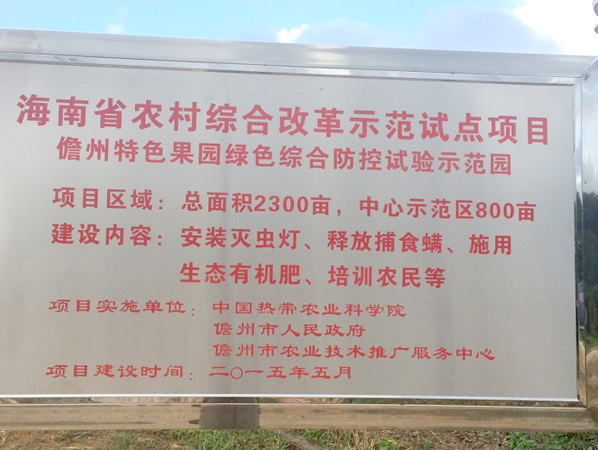 海南省农村综合改革示范试点项目
儋州特色果园绿色综合防控试验示范园
项目区域：总面积2300亩，中心示范区800亩
建设内容：安装灭虫灯、释放捕食螨、施用
生态有机肥、培训农民等
项目实施单位：中国热带农业科学院
儋州市人民政府
儋州市农业技术推广服务中心
项目建设时间：二〇一五年五月